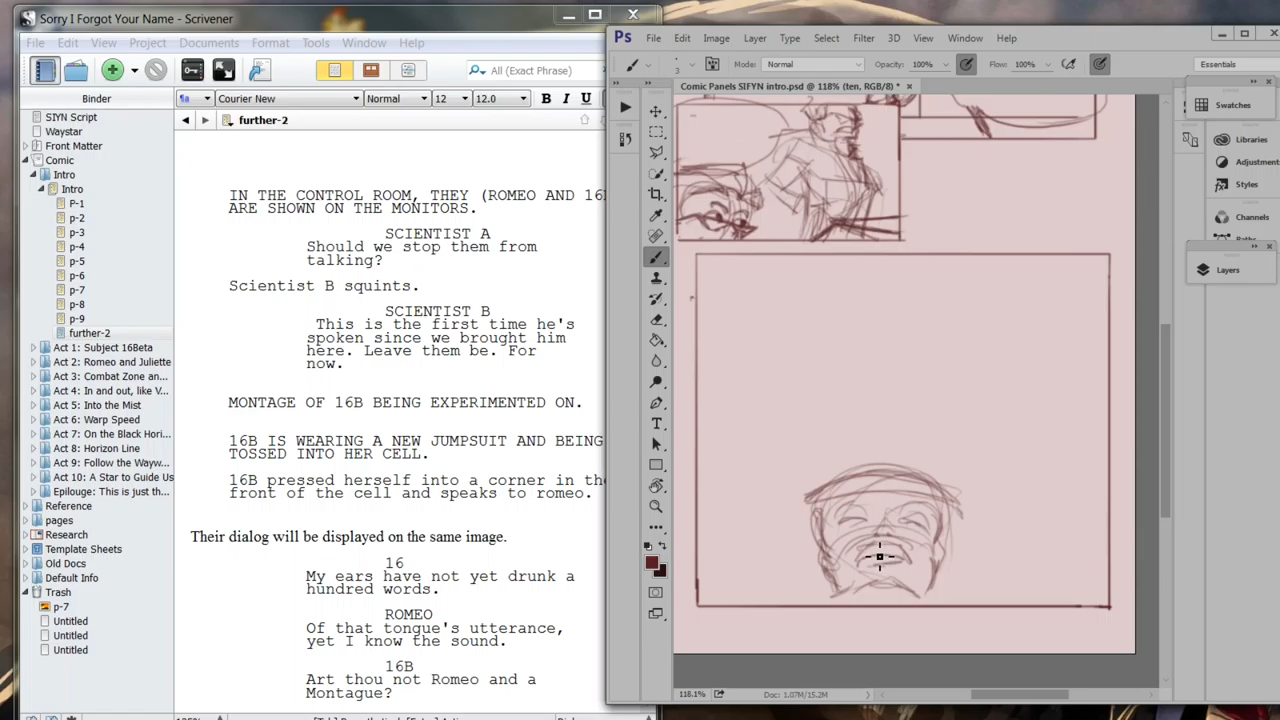 Sorry I Forgot Your Name - Scrivener
File Edit View Project Documents Format Tools Window Help
All (Exact Phrase)
Binder
Courier New Normal 12 12.0 B I U
further-2
SIYN Script
Waystar
Front Matter
Comic
Intro
Intro
P-1
p-2
p-3
p-4
p-5
p-6
p-7
p-8
p-9
further-2
Act 1: Subject 16Beta
Act 2: Romeo and Juliette
Act 3: Combat Zone an...
Act 4: In and out, like V...
Act 5: Into the Mist
Act 6: Warp Speed
Act 7: On the Black Hori...
Act 8: Horizon Line
Act 9: Follow the Wayw...
Act 10: A Star to Guide Us
Epilouge: This is just th...
Reference
pages
Research
Template Sheets
Old Docs
Default Info
Trash
p-7
Untitled
Untitled
Untitled
IN THE CONTROL ROOM, THEY (ROMEO AND 16
ARE SHOWN ON THE MONITORS.
SCIENTIST A
Should we stop them from
talking?
Scientist B squints.
SCIENTIST B
This is the first time he's
spoken since we brought him
here. Leave them be. For
now.
MONTAGE OF 16B BEING EXPERIMENTED ON.
16B IS WEARING A NEW JUMPSUIT AND BEING
TOSSED INTO HER CELL.
16B pressed herself into a corner in the
front of the cell and speaks to romeo.
Their dialog will be displayed on the same image.
16
My ears have not yet drunk a
hundred words.
ROMEO
Of that tongue's utterance,
yet I know the sound.
16B
Art thou not Romeo and a
Montague?
Ps File Edit Image Layer Type Select Filter 3D View Window Help
3 Mode: Normal Opacity: 100% Flow: 100% Essentials
Comic Panels SIFYN intro.psd @ 118% (ten, RGB/8) *
Swatches
Libraries
Adjustment
Styles
Channels
Layers
118.1% Doc: 1.07M/15.2M